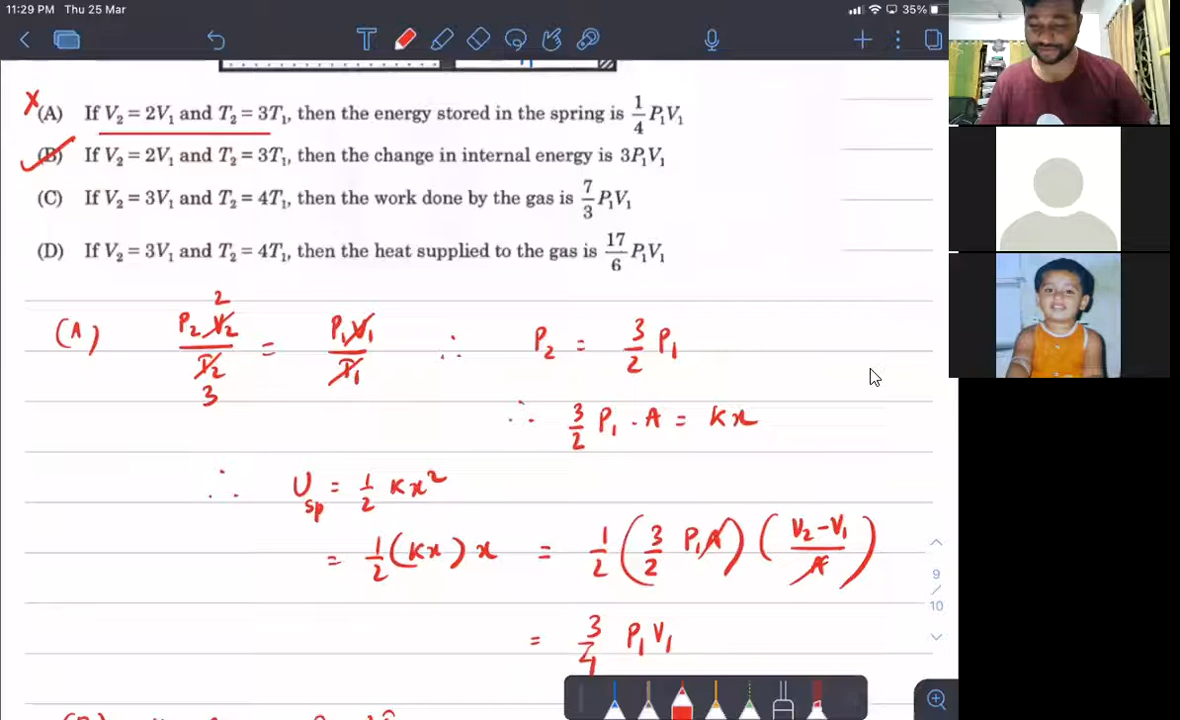 11:29 PM Thu 25 Mar 35%
(A) If V₂ = 2V₁ and T₂ = 3T₁, then the energy stored in the spring is 1/4 P₁V₁
(B) If V₂ = 2V₁ and T₂ = 3T₁, then the change in internal energy is 3P₁V₁
(C) If V₂ = 3V₁ and T₂ = 4T₁, then the work done by the gas is 7/3 P₁V₁
(D) If V₂ = 3V₁ and T₂ = 4T₁, then the heat supplied to the gas is 17/6 P₁V₁
(A) P₂V₂ 2 / T₂ 3 = P₁V₁ / T₁ ∴ P₂ = 3/2 P₁
∴ 3/2 P₁ . A = Kx
∴ U sp = 1/2 Kx²
= 1/2 (Kx) x = 1/2 (3/2 P₁A) (V₂-V₁ / A)
= 3/4 P₁V₁
9 / 10